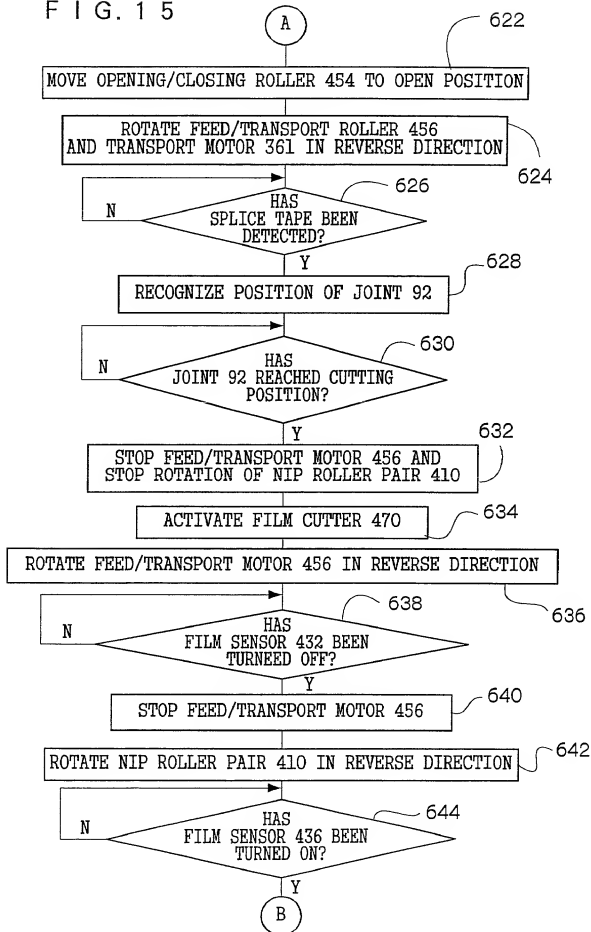 FIG. 15
A
622
MOVE OPENING/CLOSING ROLLER 454 TO OPEN POSITION
ROTATE FEED/TRANSPORT ROLLER 456
AND TRANSPORT MOTOR 361 IN REVERSE DIRECTION
624
626
HAS
SPLICE TAPE BEEN
DETECTED?
N
Y
628
RECOGNIZE POSITION OF JOINT 92
630
HAS
JOINT 92 REACHED CUTTING
POSITION?
N
Y
632
STOP FEED/TRANSPORT MOTOR 456 AND
STOP ROTATION OF NIP ROLLER PAIR 410
ACTIVATE FILM CUTTER 470
634
ROTATE FEED/TRANSPORT MOTOR 456 IN REVERSE DIRECTION
636
638
HAS
FILM SENSOR 432 BEEN
TURNEED OFF?
N
Y
640
STOP FEED/TRANSPORT MOTOR 456
642
ROTATE NIP ROLLER PAIR 410 IN REVERSE DIRECTION
644
HAS
FILM SENSOR 436 BEEN
TURNED ON?
N
Y
B